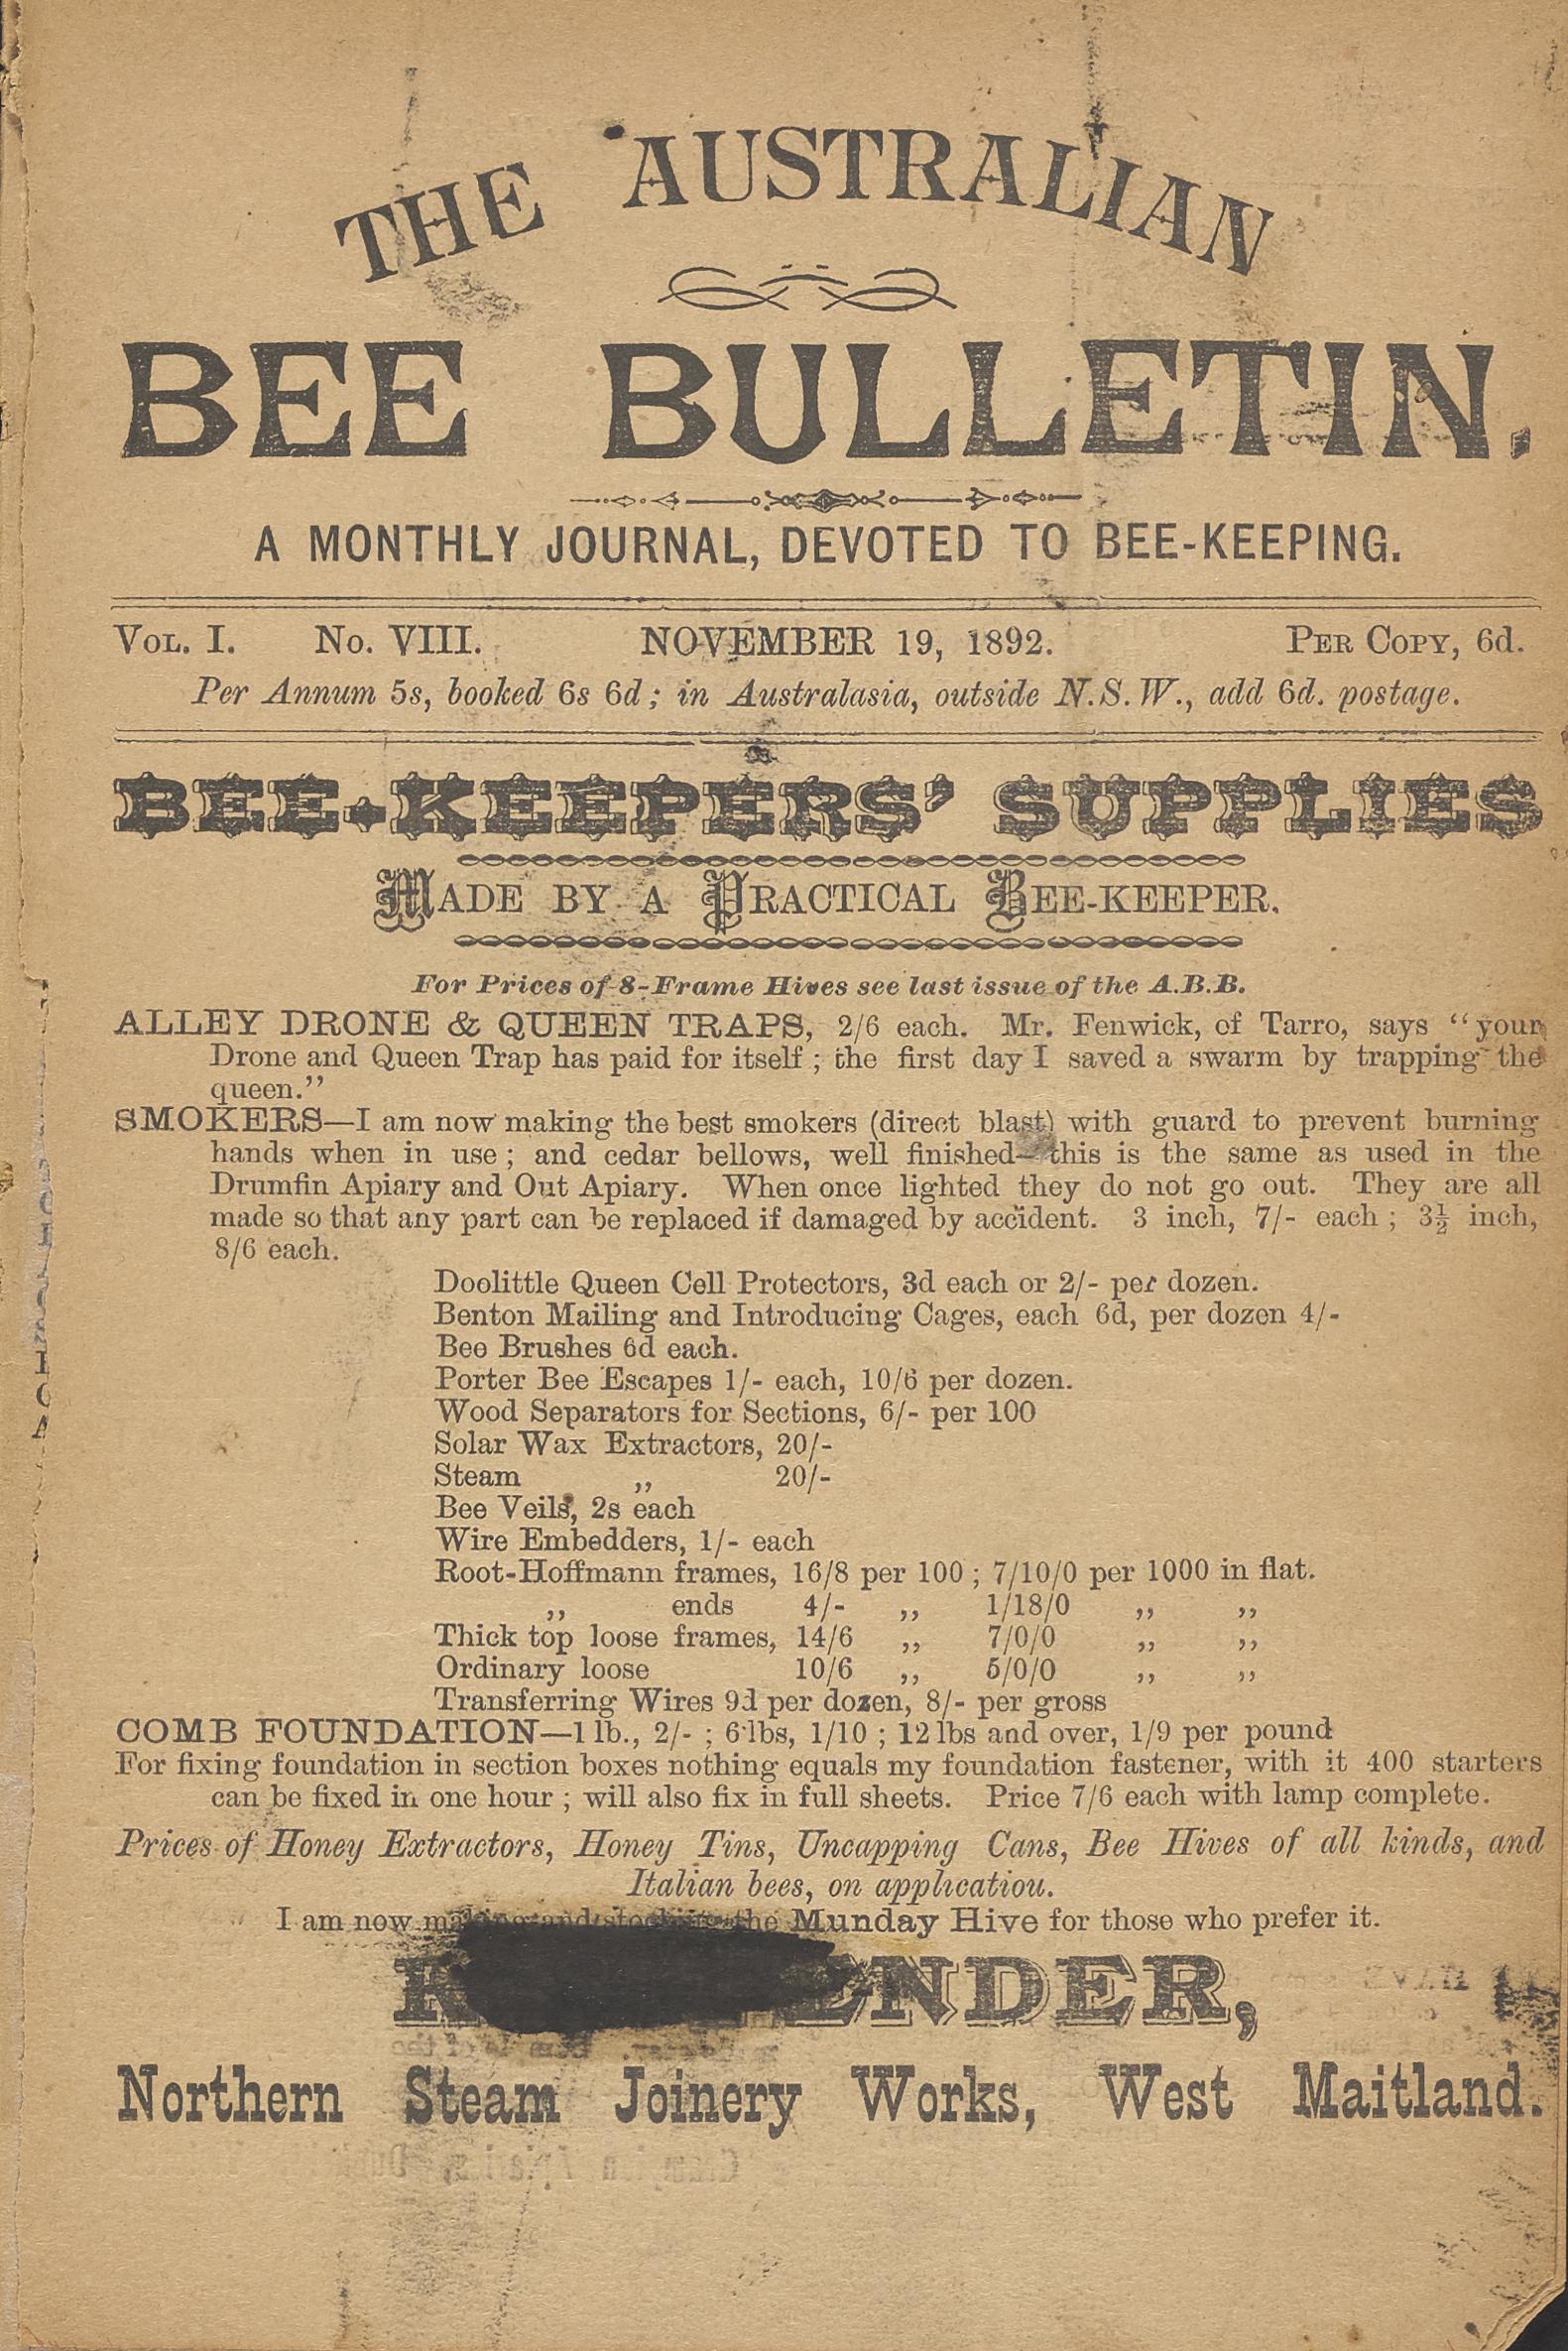 THE AUSTRALIAN
BEE BULLETIN.
A MONTHLY JOURNAL, DEVOTED TO BEE-KEEPING.
VOL. I. No. VIII. NOVEMBER 19, 1892. PER COPY, 6d.
Per Annum 5s, booked 6s 6d; in Australasia, outside N.S.W., add 6d. postage.
BEE-KEEPERS' SUPPLIES
MADE BY A PRACTICAL BEE-KEEPER.
For Prices of 8-Frame Hives see last issue of the A.B.B.
ALLEY DRONE & QUEEN TRAPS, 2/6 each. Mr. Fenwick, of Tarro, says "your
Drone and Queen Trap has paid for itself; the first day I saved a swarm by trapping the
queen."
SMOKERS—I am now making the best smokers (direct blast) with guard to prevent burning
hands when in use; and cedar bellows, well finished—this is the same as used in the
Drumfin Apiary and Out Apiary. When once lighted they do not go out. They are all
made so that any part can be replaced if damaged by accident. 3 inch, 7/- each; 3½ inch,
8/6 each.
Doolittle Queen Cell Protectors, 3d each or 2/- per dozen.
Benton Mailing and Introducing Cages, each 6d, per dozen 4/-
Bee Brushes 6d each.
Porter Bee Escapes 1/- each, 10/6 per dozen.
Wood Separators for Sections, 6/- per 100
Solar Wax Extractors, 20/-
Steam ,, 20/-
Bee Veils, 2s each
Wire Embedders, 1/- each
Root-Hoffmann frames, 16/8 per 100; 7/10/0 per 1000 in flat.
,, ends 4/- ,, 1/18/0 ,, ,,
Thick top loose frames, 14/6 ,, 7/0/0 ,, ,,
Ordinary loose 10/6 ,, 5/0/0 ,, ,,
Transferring Wires 9d per dozen, 8/- per gross
COMB FOUNDATION—1 lb., 2/-; 6 lbs, 1/10; 12 lbs and over, 1/9 per pound
For fixing foundation in section boxes nothing equals my foundation fastener, with it 400 starters
can be fixed in one hour; will also fix in full sheets. Price 7/6 each with lamp complete.
Prices of Honey Extractors, Honey Tins, Uncapping Cans, Bee Hives of all kinds, and
Italian bees, on applicatiou.
I am now making and stocking the Munday Hive for those who prefer it.
NDER,
Northern Steam Joinery Works, West Maitland.